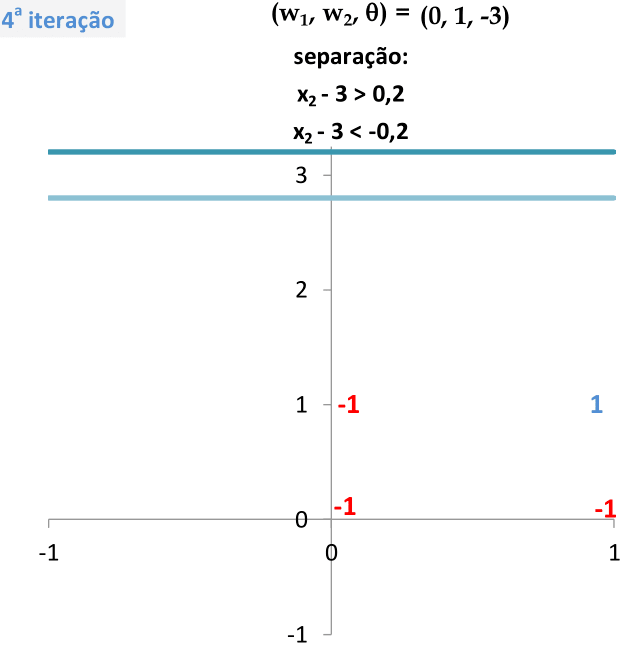 4ª iteração
(w₁, w₂, θ) = (0, 1, -3)
separação:
x₂ - 3 > 0,2
x₂ - 3 < -0,2
3
2
1
-1
1
-1
-1
0
-1
0
1
-1